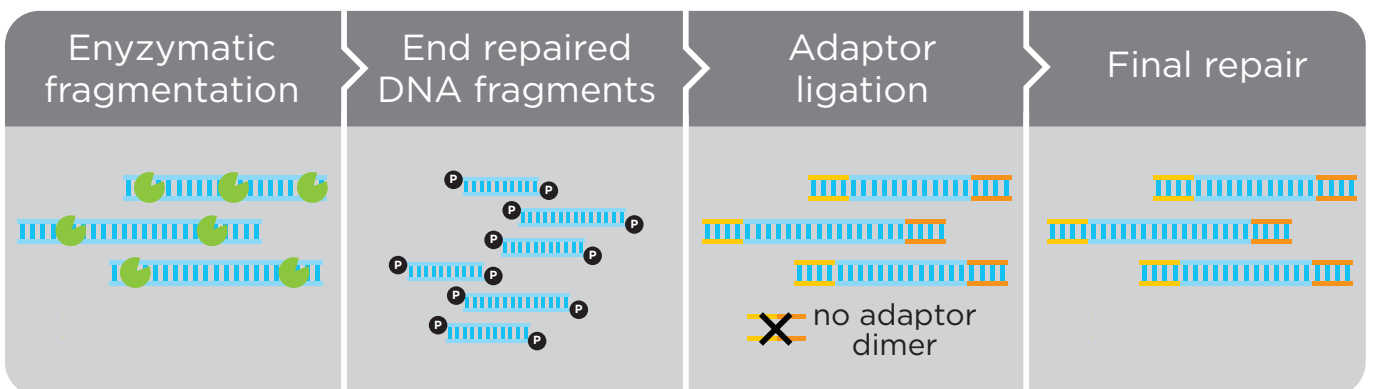 Enyzymatic
fragmentation
End repaired
DNA fragments
Adaptor
ligation
Final repair
P
P
P
P
P
P
P
P
P
P
P
P
no adaptor
dimer